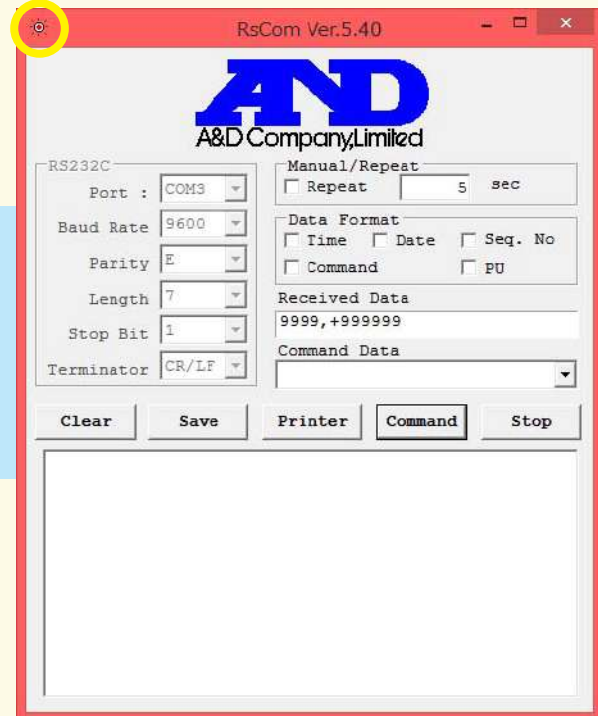 RsCom Ver.5.40
AND
A&D Company,Limited
RS232C
Port : COM3
Baud Rate 9600
Parity E
Length 7
Stop Bit 1
Terminator CR/LF
Manual/Repeat
Repeat 5 sec
Data Format
Time Date Seq. No
Command PU
Received Data
9999,+999999
Command Data
Clear Save Printer Command Stop